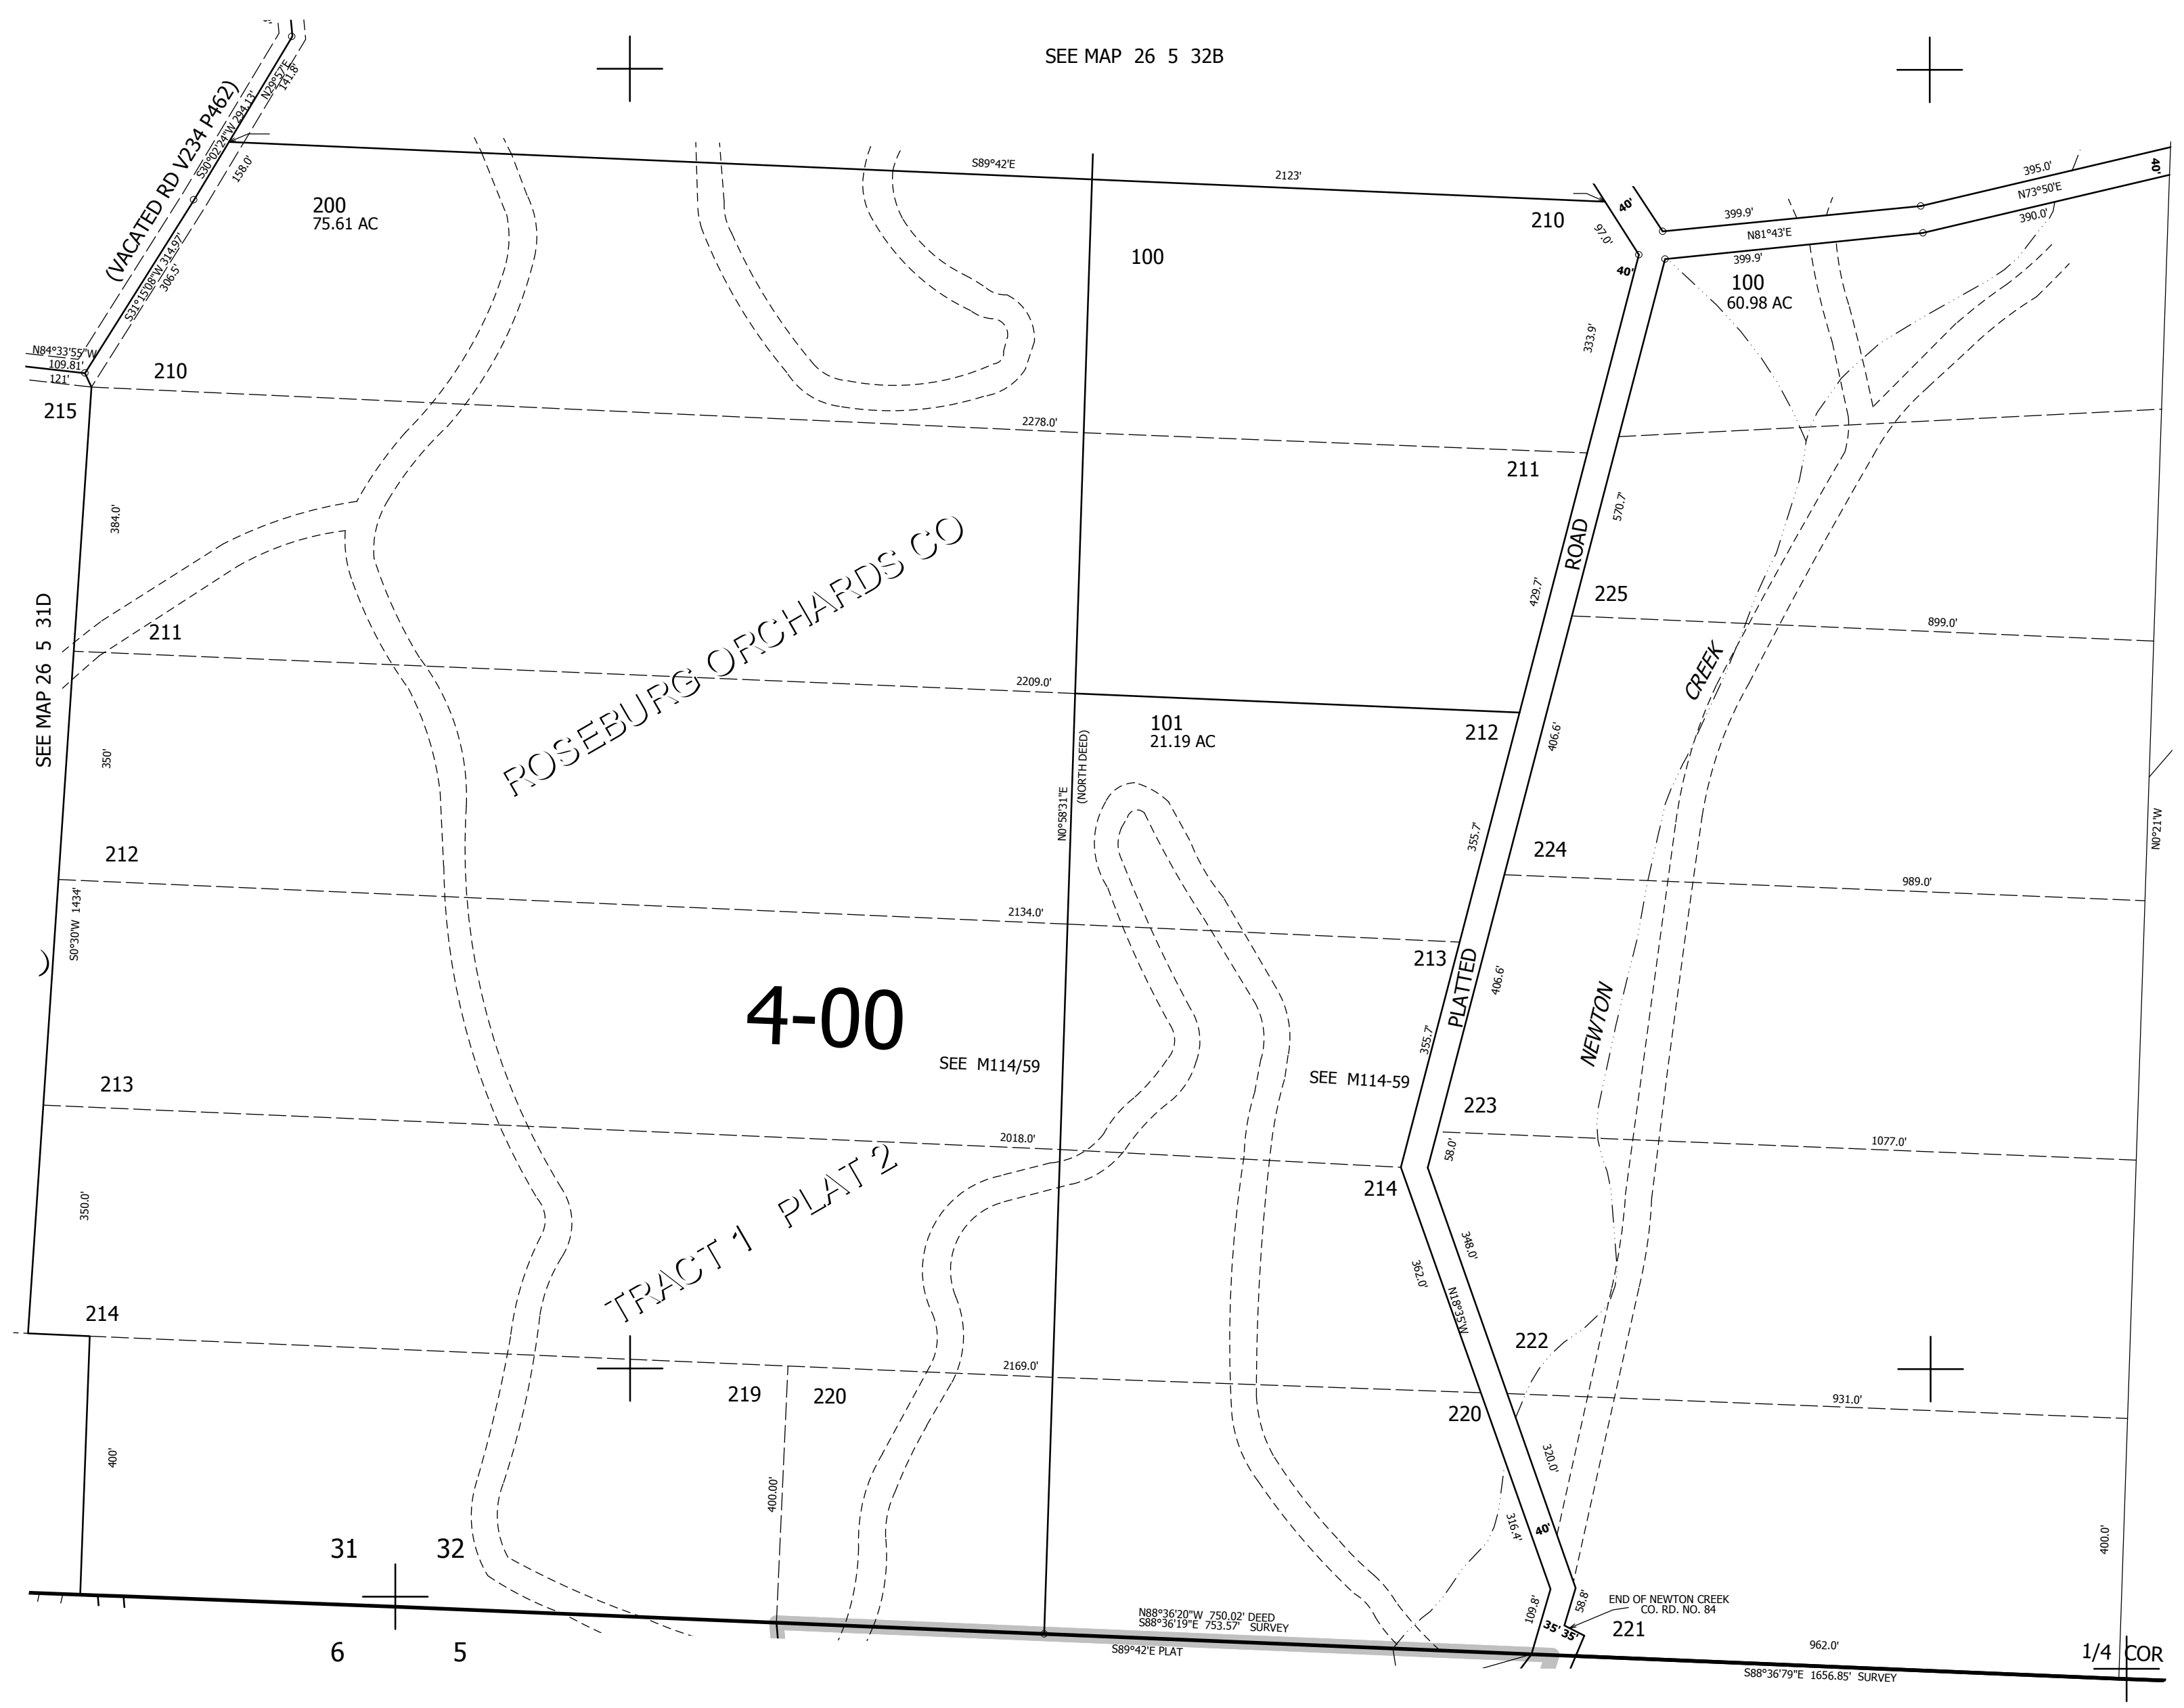 SEE MAP 26 5 32B
(VACATED RD V234 P462)
N29°57'E
141.8'
S30°02'24"W 294.13'
158.0'
S31°15'08"W 314.97'
306.5'
N84°33'55"W
109.81'
121'
200
75.61 AC
S89°42'E
2123'
210
40'
97.0'
40'
399.9'
N81°43'E
399.9'
395.0'
N73°50'E
390.0'
40'
100
100
60.98 AC
333.9'
210
215
2278.0'
211
384.0'
ROSEBURG ORCHARDS CO
ROAD
570.7'
429.7'
225
899.0'
SEE MAP 26 5 31D
211
2209.0'
101
21.19 AC
212
406.6'
CREEK
350'
N0°58'31"E
(NORTH DEED)
355.7'
N0°21'W
212
224
989.0'
S0°30'W 1434'
2134.0'
213
PLATTED
406.6'
NEWTON
4-00
SEE M114/59
SEE M114-59
355.7'
213
223
58.0'
1077.0'
2018.0'
214
TRACT 1 PLAT 2
350.0'
348.0'
362.0'
N18°35'W
214
222
2169.0'
219
220
220
931.0'
400'
400.00'
320.0'
316.4'
40'
400.0'
31
32
109.8'
58.8'
END OF NEWTON CREEK
CO. RD. NO. 84
N88°36'20"W 750.02' DEED
S88°36'19"E 753.57' SURVEY
S89°42'E PLAT
35'
35'
221
962.0'
6
5
1/4 COR
S88°36'79"E 1656.85' SURVEY